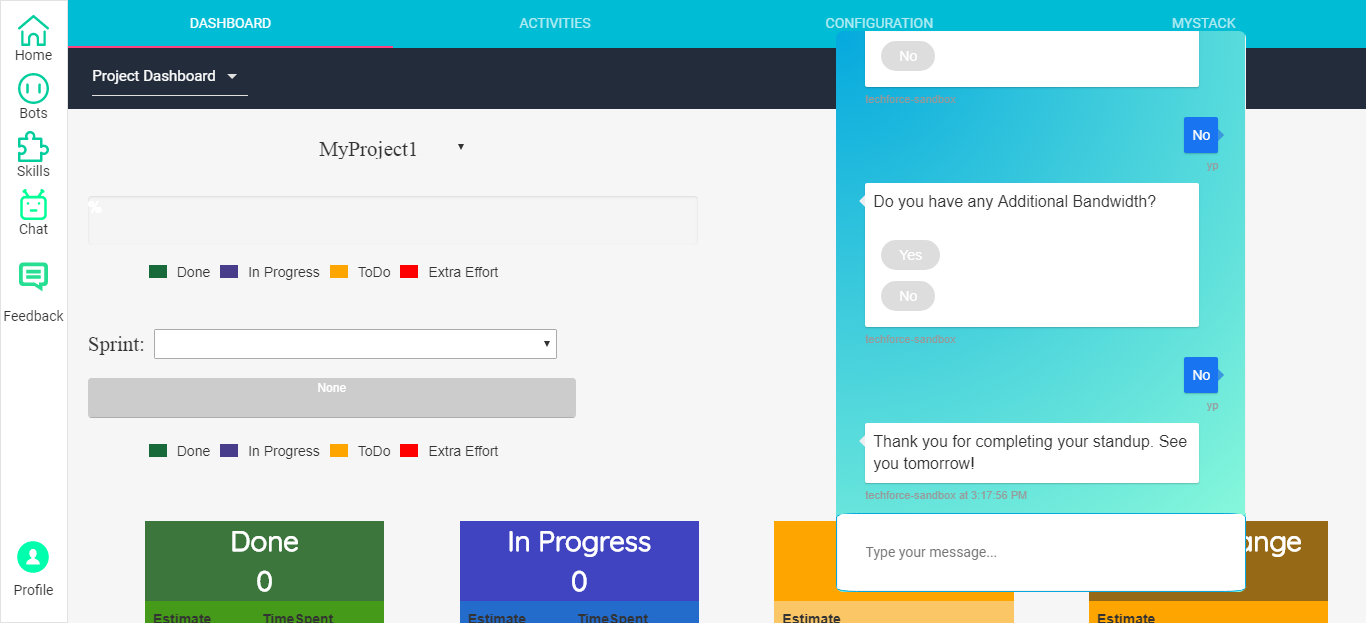 Home
Bots
Skills
Chat
Feedback
Profile
DASHBOARD
ACTIVITIES
CONFIGURATION
MYSTACK
Project Dashboard
MyProject1
%
Done In Progress ToDo Extra Effort
Sprint:
None
Done In Progress ToDo Extra Effort
Done
0
Estimate TimeSpent
In Progress
0
Estimate TimeSpent
Estimate
ange
Estimate
No
techforce-sandbox
No
yp
Do you have any Additional Bandwidth?
Yes
No
techforce-sandbox
No
yp
Thank you for completing your standup. See
you tomorrow!
techforce-sandbox at 3:17:56 PM
Type your message...